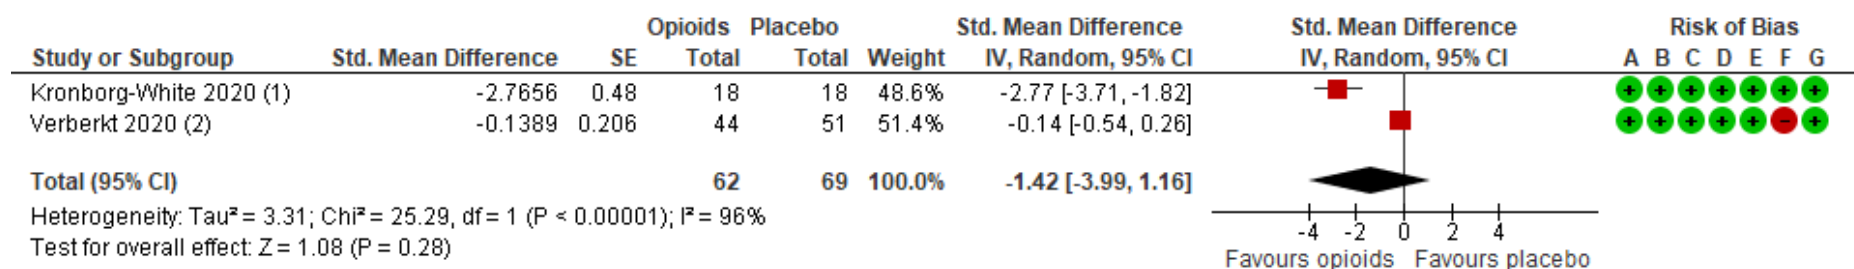 Opioids Placebo Std. Mean Difference Std. Mean Difference Risk of Bias
Study or Subgroup Std. Mean Difference SE Total Total Weight IV, Random, 95% CI IV, Random, 95% CI A B C D E F G
Kronborg-White 2020 (1) -2.7656 0.48 18 18 48.6% -2.77 [-3.71, -1.82] + + + + + + +
Verberkt 2020 (2) -0.1389 0.206 44 51 51.4% -0.14 [-0.54, 0.26] + + + + + - +
Total (95% CI) 62 69 100.0% -1.42 [-3.99, 1.16]
Heterogeneity: Tau² = 3.31; Chi² = 25.29, df = 1 (P < 0.00001); I² = 96%
-4 -2 0 2 4
Test for overall effect: Z = 1.08 (P = 0.28)
Favours opioids Favours placebo